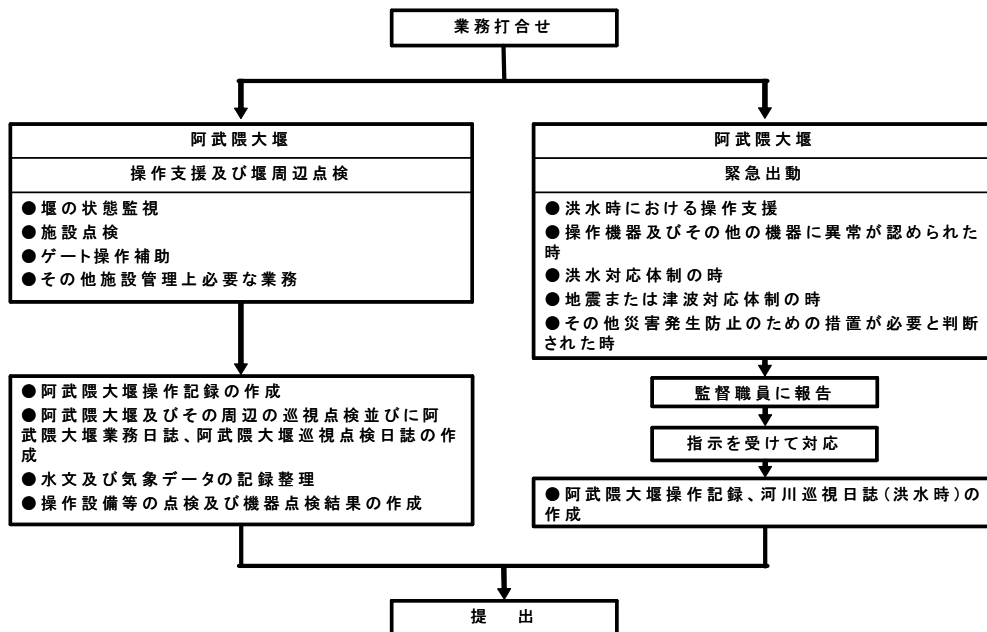 業務打合せ
阿武隈大堰
操作支援及び堰周辺点検
●堰の状態監視
●施設点検
●ゲート操作補助
●その他施設管理上必要な業務
●阿武隈大堰操作記録の作成
●阿武隈大堰及びその周辺の巡視点検並びに阿
武隈大堰業務日誌、阿武隈大堰巡視点検日誌の作
成
●水文及び気象データの記録整理
●操作設備等の点検及び機器点検結果の作成
阿武隈大堰
緊急出動
●洪水時における操作支援
●操作機器及びその他の機器に異常が認められた
時
●洪水対応体制の時
●地震または津波対応体制の時
●その他災害発生防止のための措置が必要と判断
された時
監督職員に報告
指示を受けて対応
●阿武隈大堰操作記録、河川巡視日誌(洪水時)の
作成
提 出